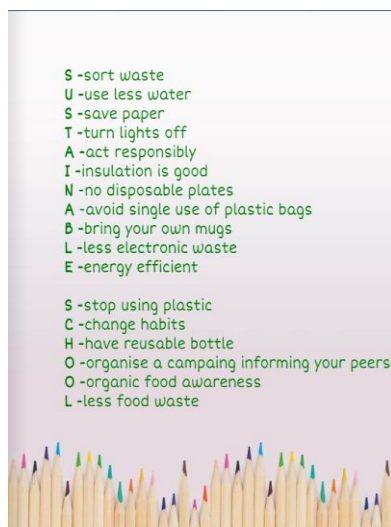 S -sort waste
U -use less water
S -save paper
T -turn lights off
A -act responsibly
I -insulation is good
N -no disposable plates
A -avoid single use of plastic bags
B -bring your own mugs
L -less electronic waste
E -energy efficient
S -stop using plastic
C -change habits
H -have reusable bottle
O -organise a campaing informing your peers
O -organic food awareness
L -less food waste